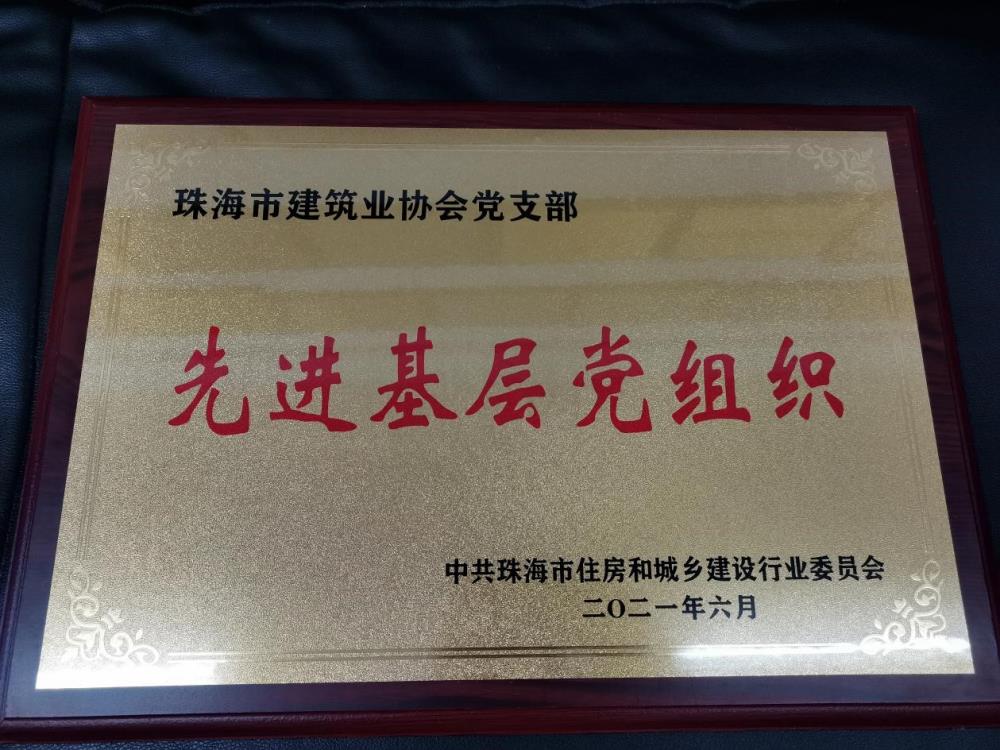 珠海市建筑业协会党支部
先进基层党组织
中共珠海市住房和城乡建设行业委员会
二O二一年六月